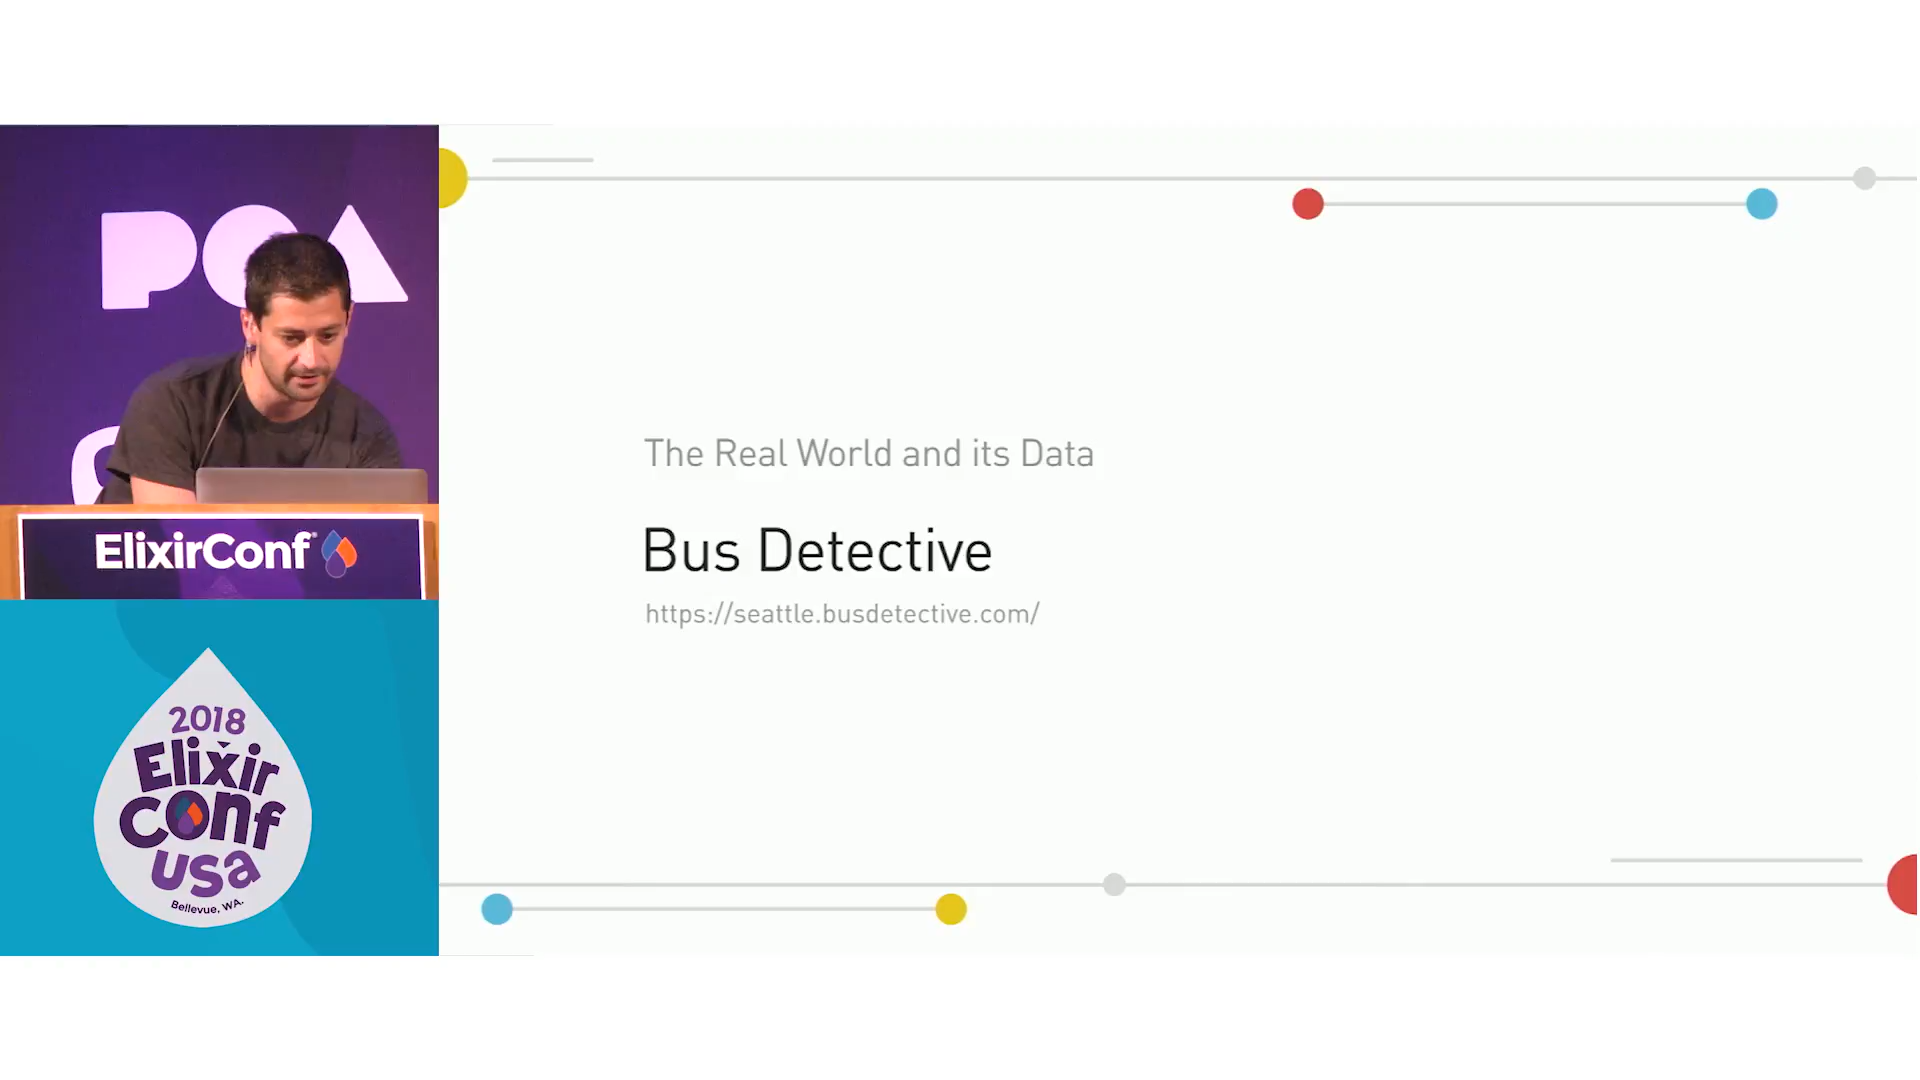 POA
ElixirConf
2018
Elixir
Conf
USA
Bellevue, WA.
The Real World and its Data
Bus Detective
https://seattle.busdetective.com/